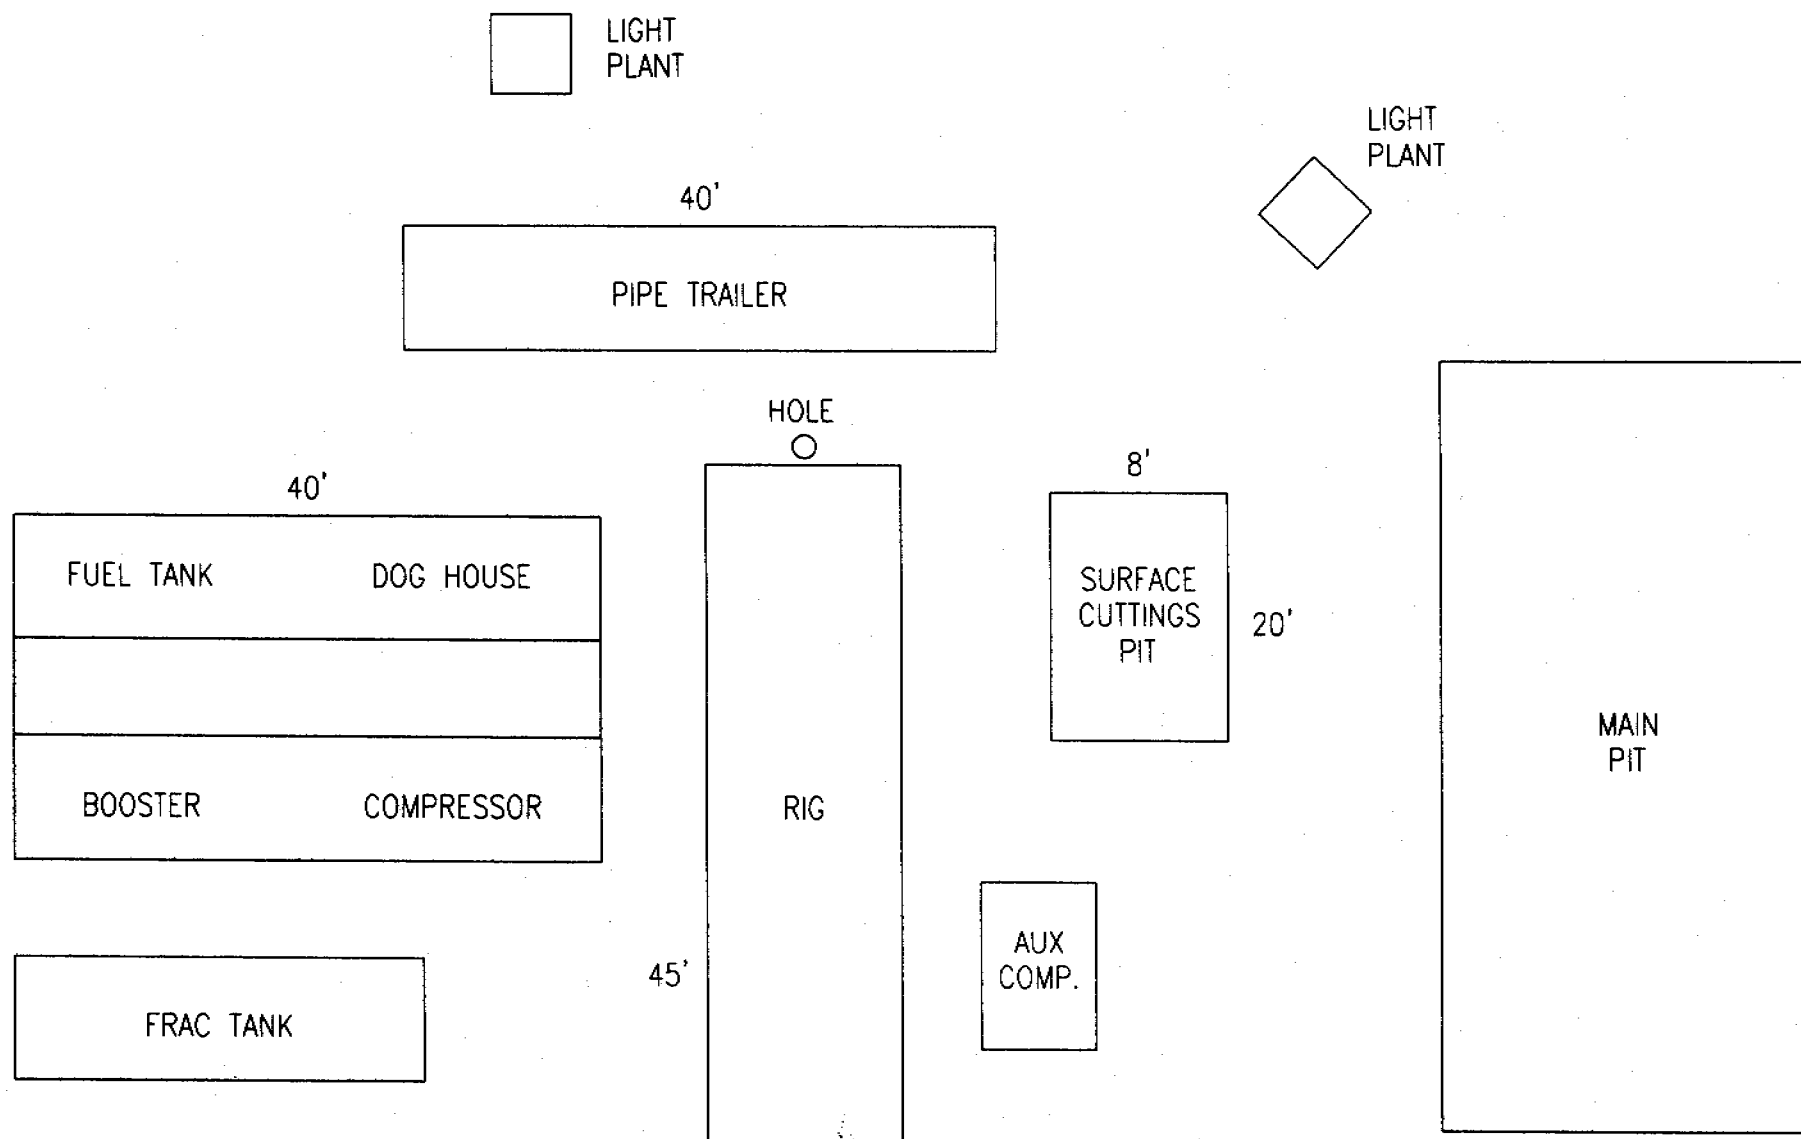 LIGHT
PLANT
LIGHT
PLANT
40'
PIPE TRAILER
HOLE
8'
40'
FUEL TANK
DOG HOUSE
SURFACE
CUTTINGS
PIT
20'
MAIN
PIT
BOOSTER
COMPRESSOR
RIG
AUX
COMP.
45'
FRAC TANK